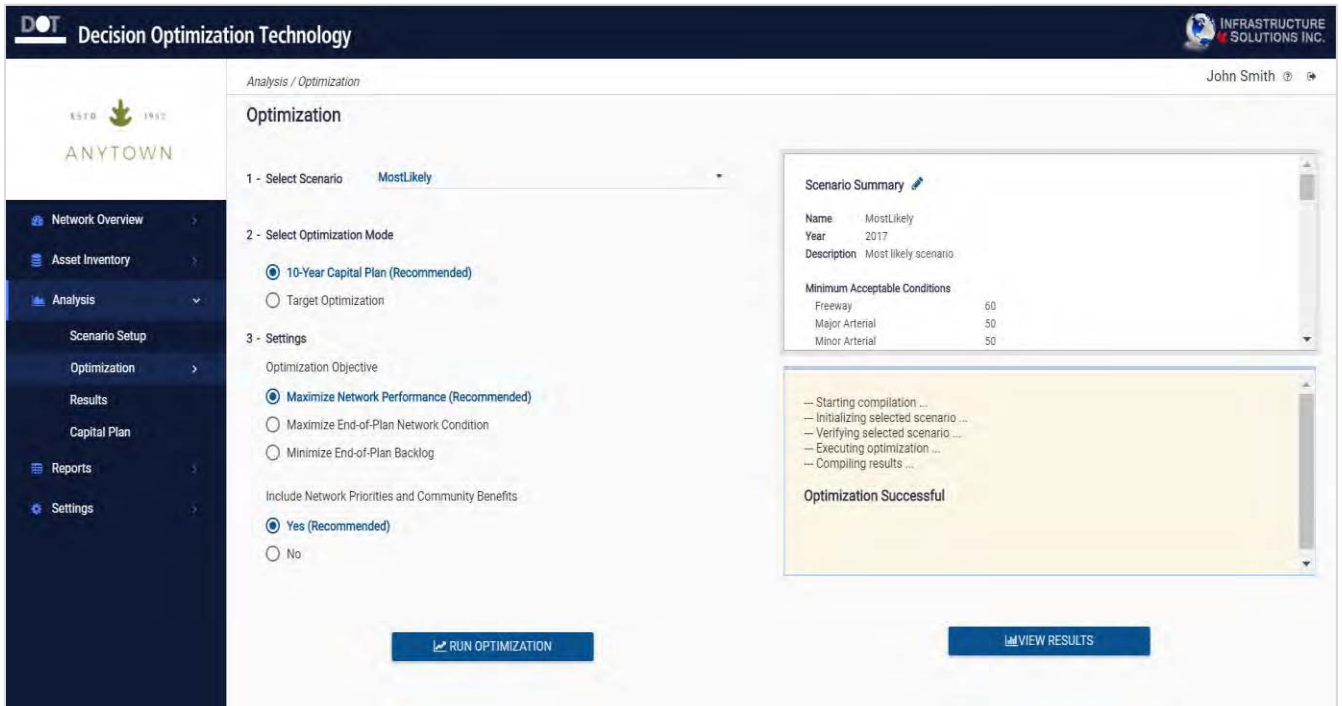 DOT Decision Optimization Technology
INFRASTRUCTURE
SOLUTIONS INC.
Analysis / Optimization
John Smith
ESTD 1952
ANYTOWN
Network Overview
Asset Inventory
Analysis
Scenario Setup
Optimization
Results
Capital Plan
Reports
Settings
Optimization
1 - Select Scenario MostLikely
2 - Select Optimization Mode
10-Year Capital Plan (Recommended)
Target Optimization
3 - Settings
Optimization Objective
Maximize Network Performance (Recommended)
Maximize End-of-Plan Network Condition
Minimize End-of-Plan Backlog
Include Network Priorities and Community Benefits
Yes (Recommended)
No
RUN OPTIMIZATION
Scenario Summary
Name MostLikely
Year 2017
Description Most likely scenario
Minimum Acceptable Conditions
Freeway 60
Major Arterial 50
Minor Arterial 50
--- Starting compilation ...
--- Initializing selected scenario ...
--- Verifying selected scenario ...
--- Executing optimization ...
--- Compiling results ...
Optimization Successful
VIEW RESULTS